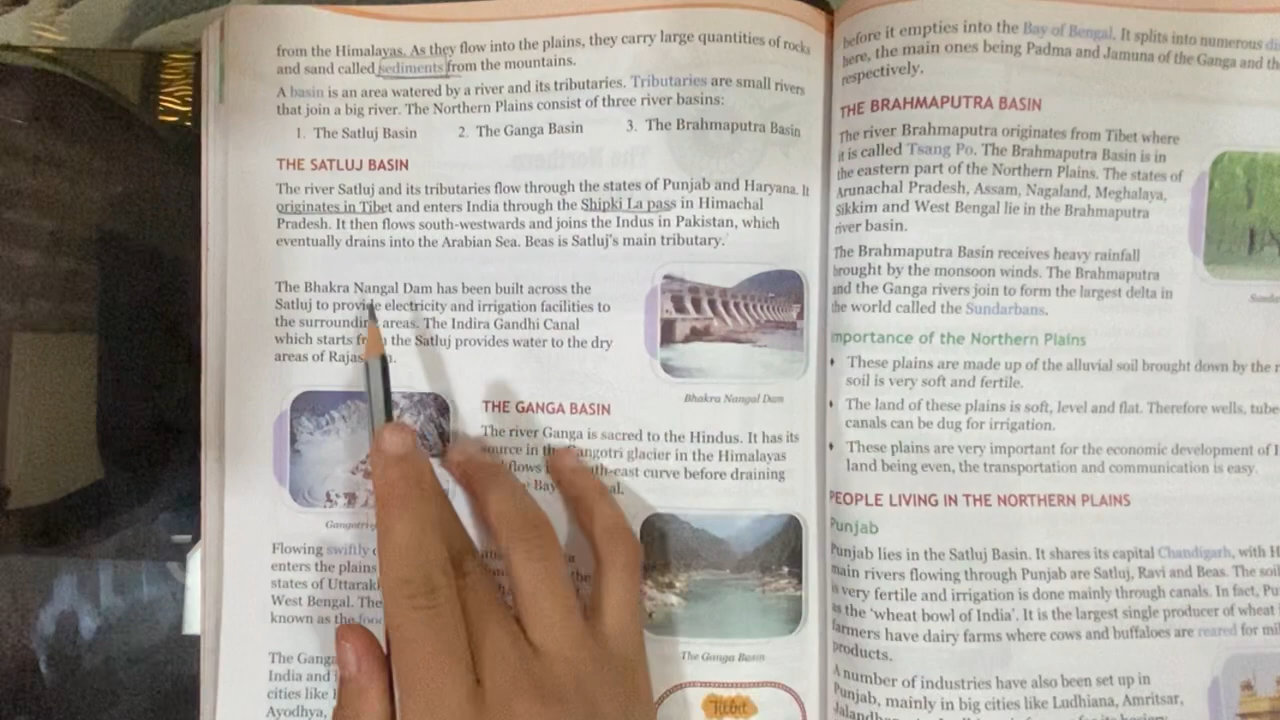 from the Himalayas. As they flow into the plains, they carry large quantities of rocks
and sand called sediments from the mountains.
A basin is an area watered by a river and its tributaries. Tributaries are small rivers
that join a big river. The Northern Plains consist of three river basins:
1. The Satluj Basin 2. The Ganga Basin 3. The Brahmaputra Basin
THE SATLUJ BASIN
The river Satluj and its tributaries flow through the states of Punjab and Haryana. It
originates in Tibet and enters India through the Shipki La pass in Himachal
Pradesh. It then flows south-westwards and joins the Indus in Pakistan, which
eventually drains into the Arabian Sea. Beas is Satluj's main tributary.
The Bhakra Nangal Dam has been built across the
Satluj to provide electricity and irrigation facilities to
the surrounding areas. The Indira Gandhi Canal
which starts the Satluj provides water to the dry
areas of
Bhakra Nangal Dam
THE GANGA BASIN
The river Ganga is sacred to the Hindus. It has its
source in the Gangotri glacier in the Himalayas
flows curve before draining
Bay
Flowing swiftly
enters the plains
states of
West Bengal. The
known as the
The Ganga Basin
The
India and
cities like
Ayodhya,
Tidbit
before it empties into the Bay of Bengal. It splits into numerous
here, the main ones being Padma and Jamuna of the Ganga and the
respectively.
THE BRAHMAPUTRA BASIN
The river Brahmaputra originates from Tibet where
it is called Tsang Po. The Brahmaputra Basin is in
the eastern part of the Northern Plains. The states of
Arunachal Pradesh, Assam, Nagaland, Meghalaya,
Sikkim and West Bengal lie in the Brahmaputra
river basin.
The Brahmaputra Basin receives heavy rainfall
brought by the monsoon winds. The Brahmaputra
and the Ganga rivers join to form the largest delta in
the world called the Sundarbans.
Importance of the Northern Plains
These plains are made up of the alluvial soil brought down by the
soil is very soft and fertile.
The land of these plains is soft, level and flat. Therefore wells,
canals can be dug for irrigation.
These plains are very important for the economic development of
land being even, the transportation and communication is easy.
PEOPLE LIVING IN THE NORTHERN PLAINS
Punjab
Punjab lies in the Satluj Basin. It shares its capital Chandigarh, with
main rivers flowing through Punjab are Satluj, Ravi and Beas. The
is very fertile and irrigation is done mainly through canals. In fact,
as the 'wheat bowl of India'. It is the largest single producer of wheat
farmers have dairy farms where cows and buffaloes are reared for
products.
A number of industries have also been set up in
Punjab, mainly in big cities like Ludhiana, Amritsar,